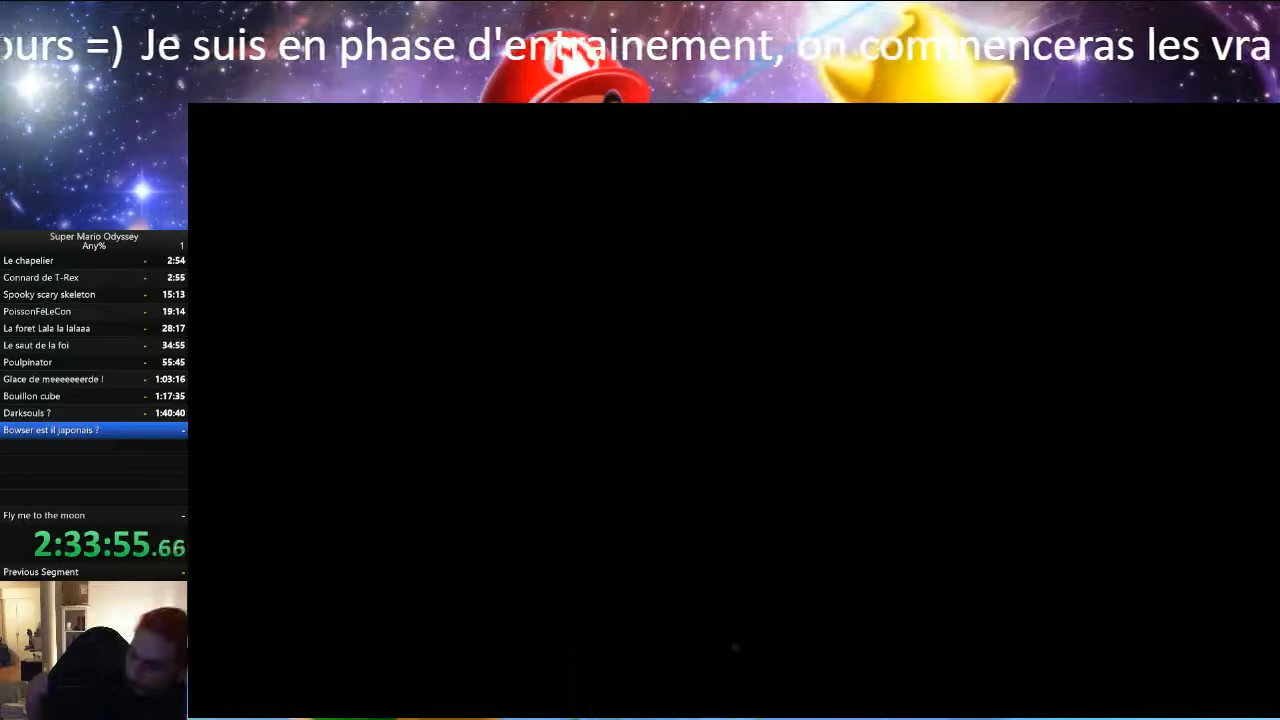 ours =) Je suis en phase d'entrainement, on commenceras les vra
Super Mario Odyssey
Any% 1
Le chapelier - 2:54
Connard de T-Rex - 2:55
Spooky scary skeleton - 15:13
PoissonFèLeCon - 19:14
La foret Lala la lalaaa - 28:17
Le saut de la foi - 34:55
Poulpinator - 55:45
Glace de meeeeeeerde ! - 1:03:16
Bouillon cube - 1:17:35
Darksouls ? - 1:40:40
Bowser est il japonais ? -
Fly me to the moon -
2:33:55.66
Previous Segment -